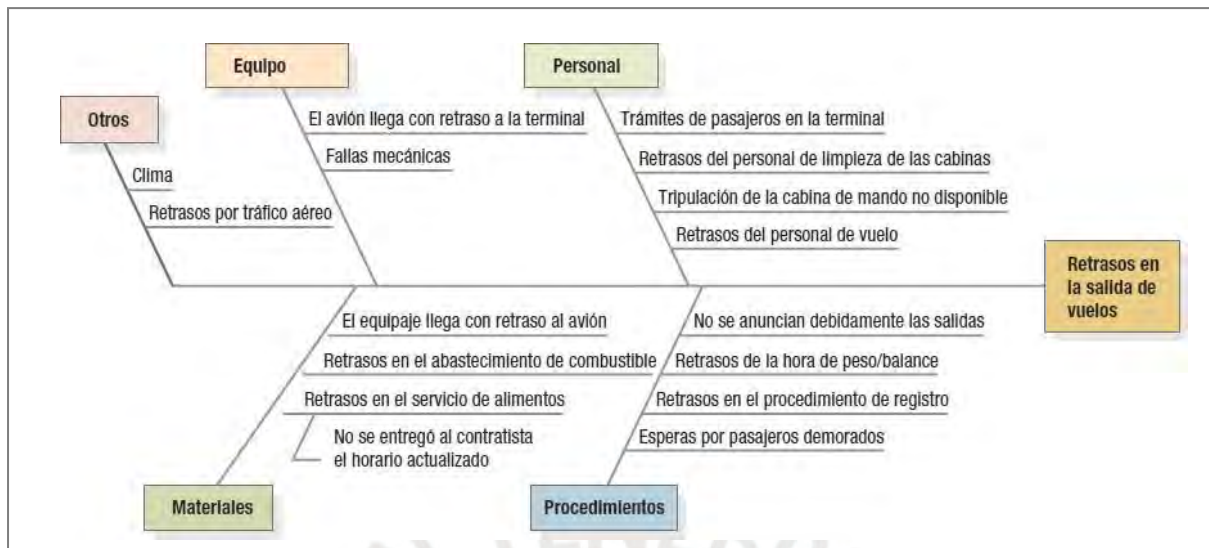 Equipo
Personal
Otros
El avión llega con retraso a la terminal
Fallas mecánicas
Clima
Retrasos por tráfico aéreo
Trámites de pasajeros en la terminal
Retrasos del personal de limpieza de las cabinas
Tripulación de la cabina de mando no disponible
Retrasos del personal de vuelo
Retrasos en
la salida de
vuelos
El equipaje llega con retraso al avión
Retrasos en el abastecimiento de combustible
Retrasos en el servicio de alimentos
No se entregó al contratista
el horario actualizado
No se anuncian debidamente las salidas
Retrasos de la hora de peso/balance
Retrasos en el procedimiento de registro
Esperas por pasajeros demorados
Materiales
Procedimientos